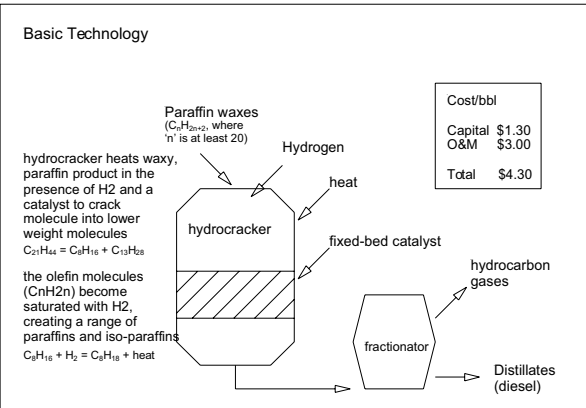 Basic Technology
Paraffin waxes
(CₙH₂ₙ₊₂, where
'n' is at least 20)
Hydrogen
heat
hydrocracker heats waxy,
paraffin product in the
presence of H2 and a
catalyst to crack
molecule into lower
weight molecules
C₂₁H₄₄ = C₈H₁₆ + C₁₃H₂₈
the olefin molecules
(CnH2n) become
saturated with H2,
creating a range of
paraffins and iso-paraffins
C₈H₁₆ + H₂ = C₈H₁₈ + heat
hydrocracker
fixed-bed catalyst
Cost/bbl
Capital $1.30
O&M $3.00
Total $4.30
fractionator
hydrocarbon
gases
Distillates
(diesel)